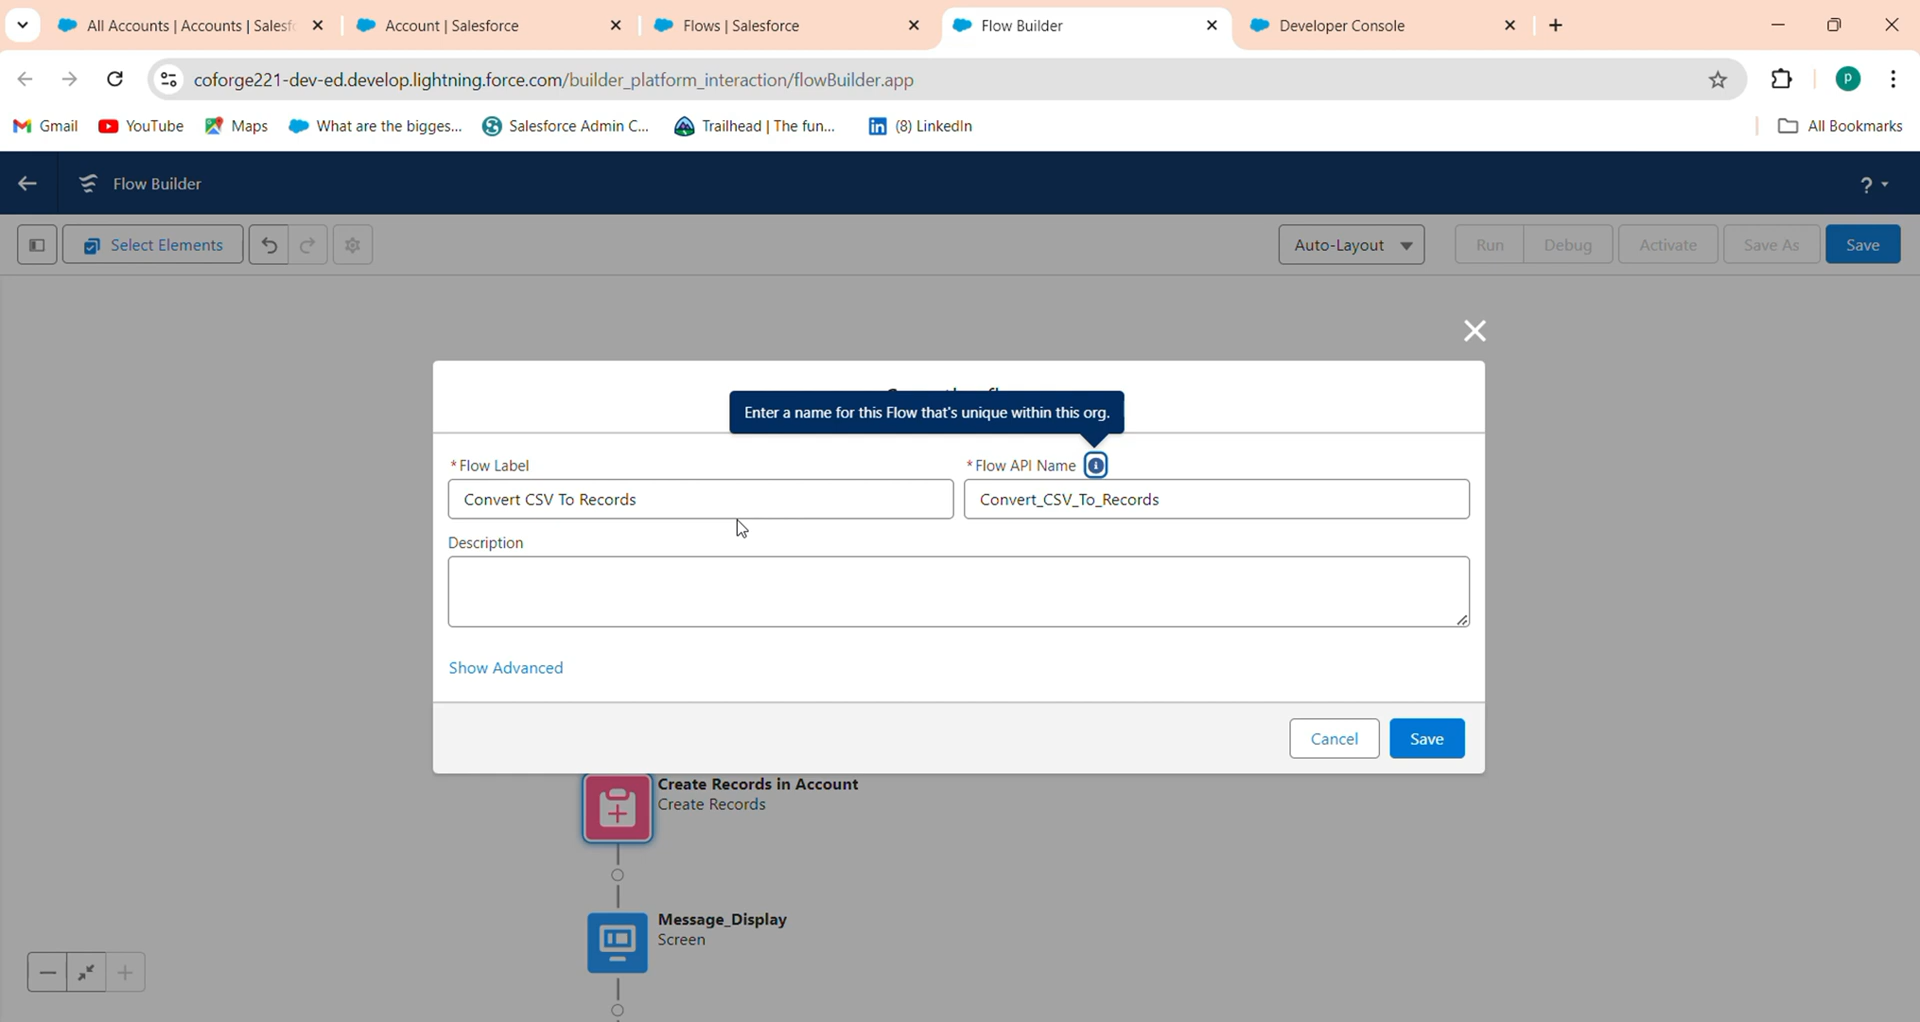 All Accounts | Accounts | Salesf
Account | Salesforce
Flows | Salesforce
Flow Builder
Developer Console
coforge221-dev-ed.develop.lightning.force.com/builder_platform_interaction/flowBuilder.app
P
Gmail
YouTube
Maps
What are the bigges...
Salesforce Admin C...
Trailhead | The fun...
(8) LinkedIn
All Bookmarks
Flow Builder
?
Select Elements
Auto-Layout
Run
Debug
Activate
Save As
Save
Enter a name for this Flow that's unique within this org.
* Flow Label
* Flow API Name
Convert CSV To Records
Convert_CSV_To_Records
Description
Show Advanced
Cancel
Save
Create Records in Account
Create Records
Message_Display
Screen